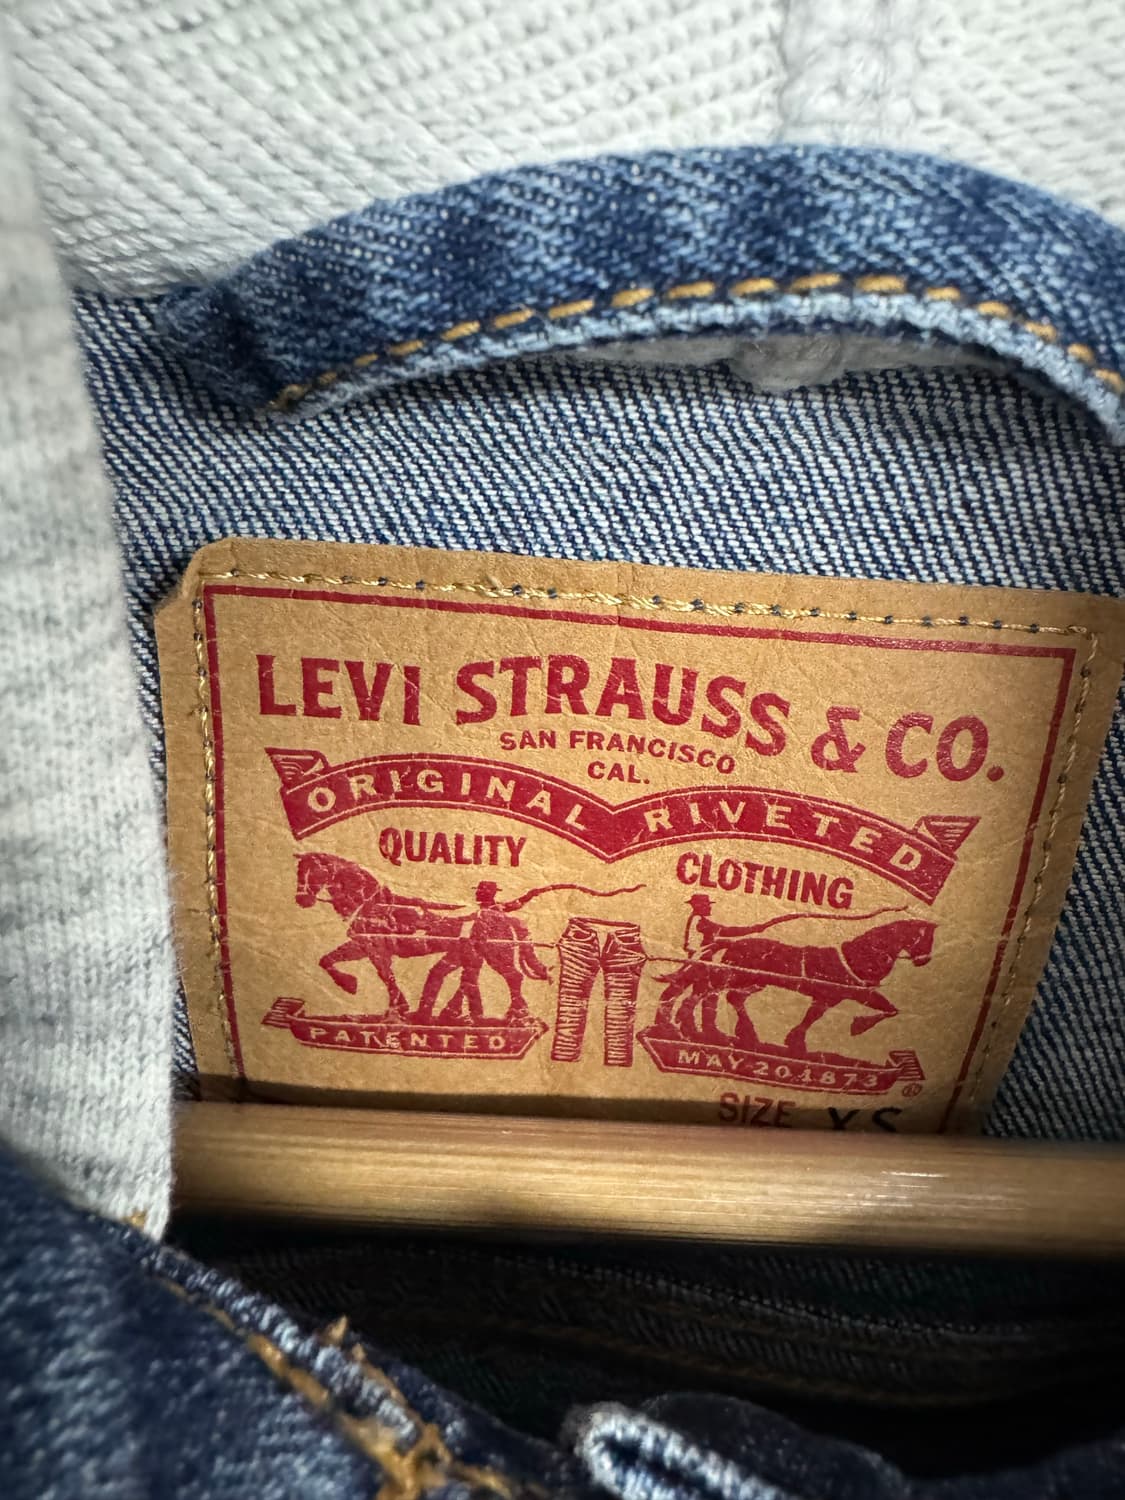 LEVI STRAUSS & CO.
SAN FRANCISCO
CAL.
ORIGINAL RIVETED
QUALITY CLOTHING
PATENTED MAY 20 1873 ®
SIZE XS